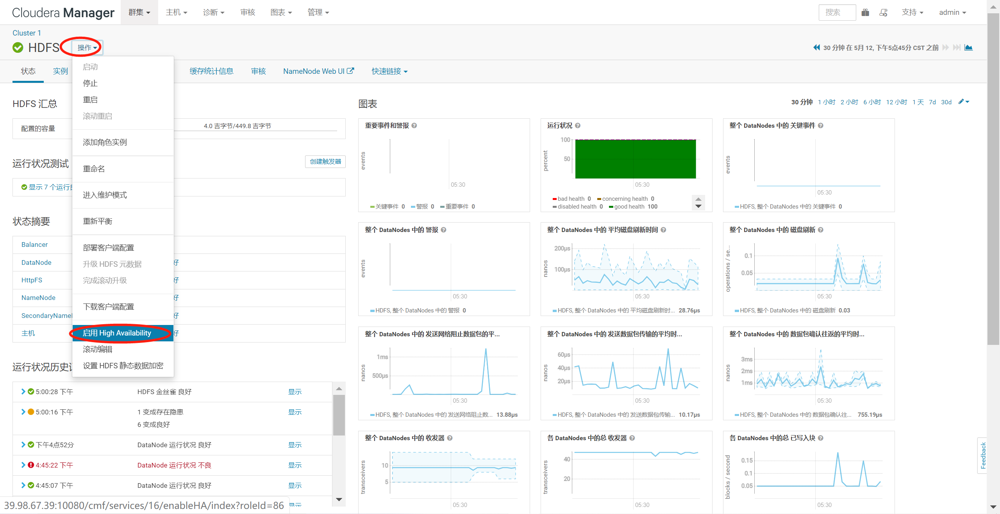 Cloudera Manager 群集 主机 诊断 审核 图表 管理 搜索 支持 admin
Cluster 1
HDFS 操作 30 分钟 在 5月 12, 下午5点45分 CST 之前
状态 实例 缓存统计信息 审核 NameNode Web UI 快速链接
启动
停止
重启
滚动重启
添加角色实例
重命名
进入维护模式
重新平衡
部署客户端配置
升级 HDFS 元数据
完成滚动升级
下载客户端配置
启用 High Availability
滚动编辑
设置 HDFS 静态数据加密
HDFS 汇总
配置的容量 4.0 吉字节/449.8 吉字节
运行状况测试 创建触发器
显示 7 个运行
状态摘要
Balancer
DataNode 好
HttpFS 好
NameNode 好
SecondaryName 好
主机 好
运行状况历史
5:00:28 下午 HDFS 金丝雀 良好 显示
5:00:16 下午 1 变成存在隐患 显示
6 变成良好
下午4点52分 DataNode 运行状况 良好 显示
4:45:22 下午 DataNode 运行状况 不良 显示
4:45:07 下午 DataNode 运行状况 良好 显示
39.98.67.39:10080/cmf/services/16/enableHA/index?roleId=86
图表 30 分钟 1 小时 2 小时 6 小时 12 小时 1 天 7d 30d
重要事件和警报
events
05:30
关键事件 0 警报 0 重要事件 0
运行状况
percent
100
50
05:30
bad health 0 concerning health 0
disabled health 0 good health 100
整个 DataNodes 中的 关键事件
events
05:30
HDFS, 整个 DataNodes 中的 关键事件 0
整个 DataNodes 中的 警报
events
05:30
HDFS, 整个 DataNodes 中的 警报 0
整个 DataNodes 中的 平均磁盘刷新时间
nanos
200µs
100µs
05:30
HDFS, 整个 DataNodes 中的 平均磁盘刷新时... 28.76µs
整个 DataNodes 中的 磁盘刷新
operations / se...
0.1
0.05
05:30
HDFS, 整个 DataNodes 中的 磁盘刷新 0.03
整个 DataNodes 中的 发送网络阻止数据包的平...
nanos
1ms
500µs
05:30
HDFS, 整个 DataNodes 中的 发送网络阻止数... 13.88µs
整个 DataNodes 中的 发送数据包传输的平均时...
nanos
60µs
40µs
20µs
05:30
HDFS, 整个 DataNodes 中的 发送数据包传输... 10.17µs
整个 DataNodes 中的 数据包确认往返的平均时...
nanos
3ms
2ms
1ms
05:30
HDFS, 整个 DataNodes 中的 数据包确认往... 755.19µs
整个 DataNodes 中的 收发器
transceivers
10
5
05:30
各 DataNodes 中的总 收发器
transceivers
40
20
05:30
各 DataNodes 中的总 已写入块
blocks / second
0.15
0.1
0.05
05:30
Feedback